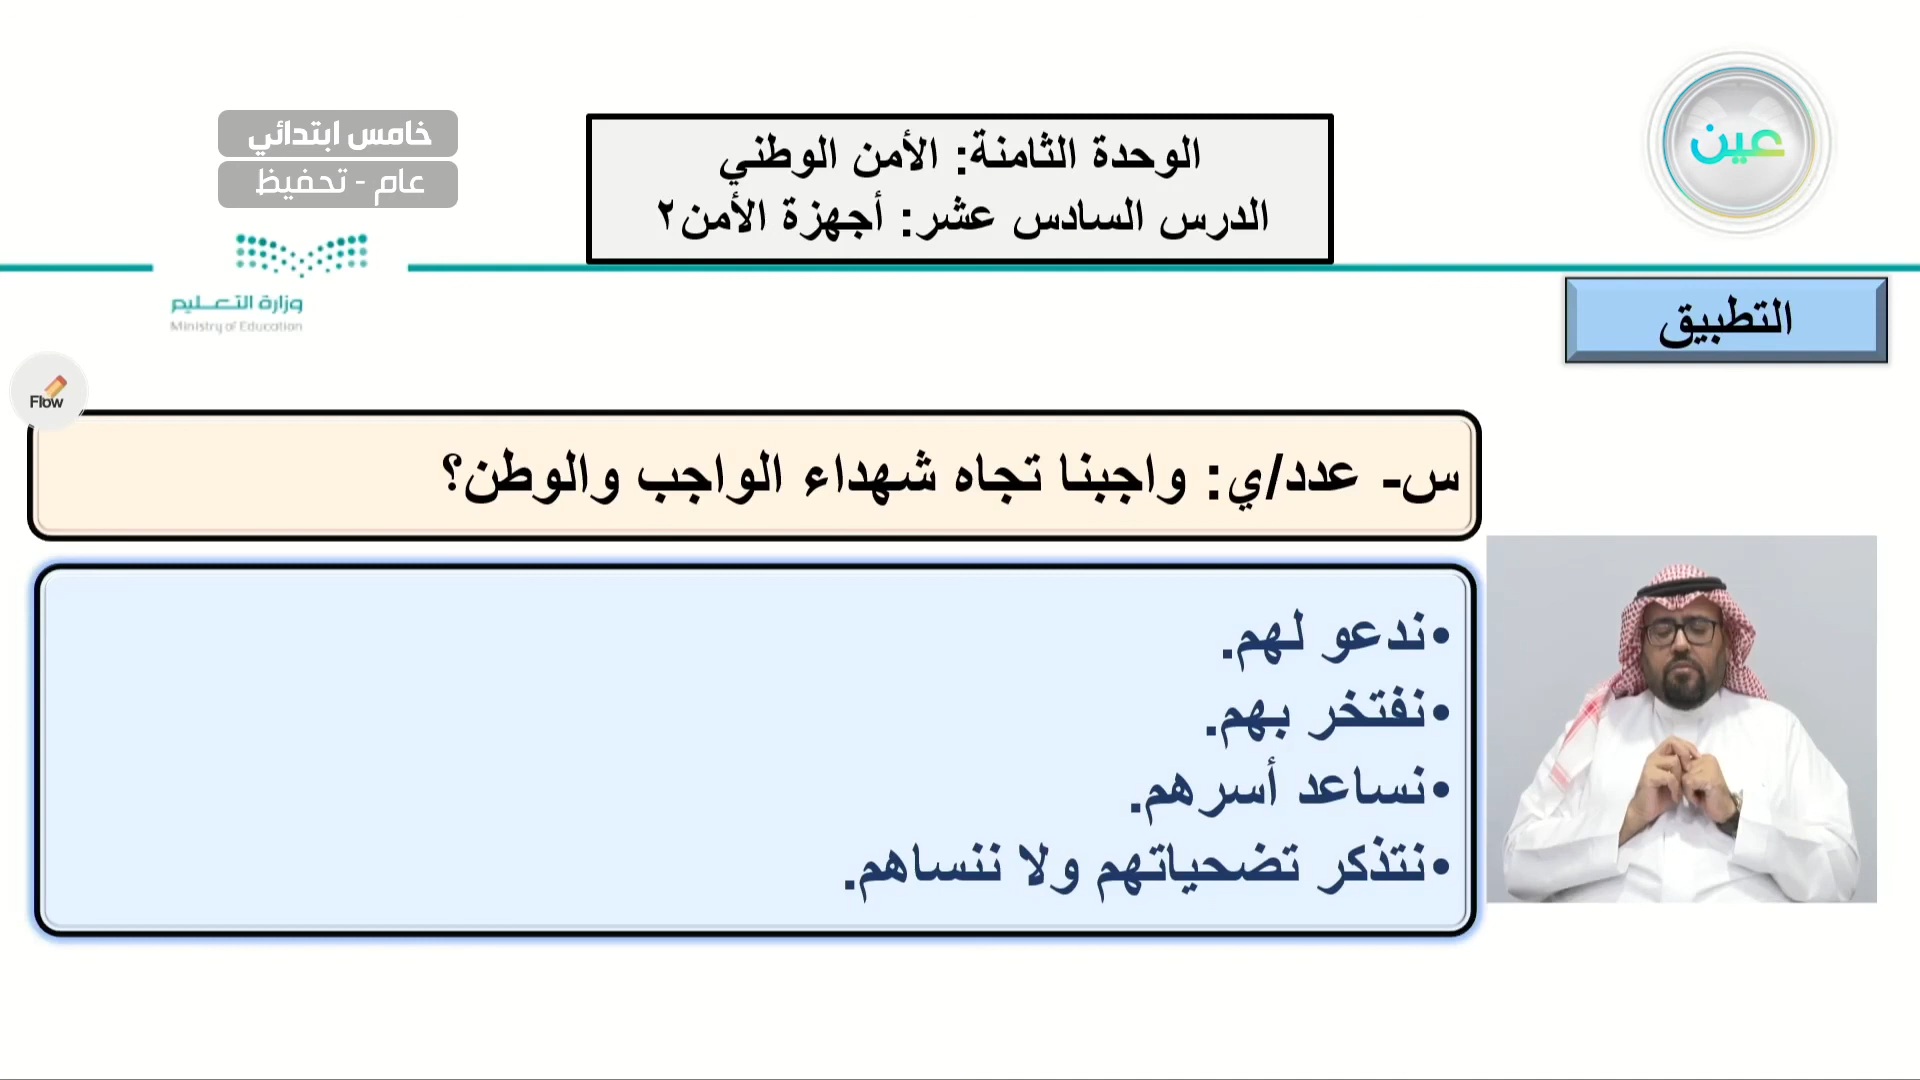 عين
خامس ابتدائي
عام - تحفيظ
الوحدة الثامنة: الأمن الوطني
الدرس السادس عشر: أجهزة الأمن٢
وزارة التعـــليم
Ministry of Education
التطبيق
Flow
س- عدد/ي: واجبنا تجاه شهداء الواجب والوطن؟
•ندعو لهم.
•نفتخر بهم.
•نساعد أسرهم.
•نتذكر تضحياتهم ولا ننساهم.